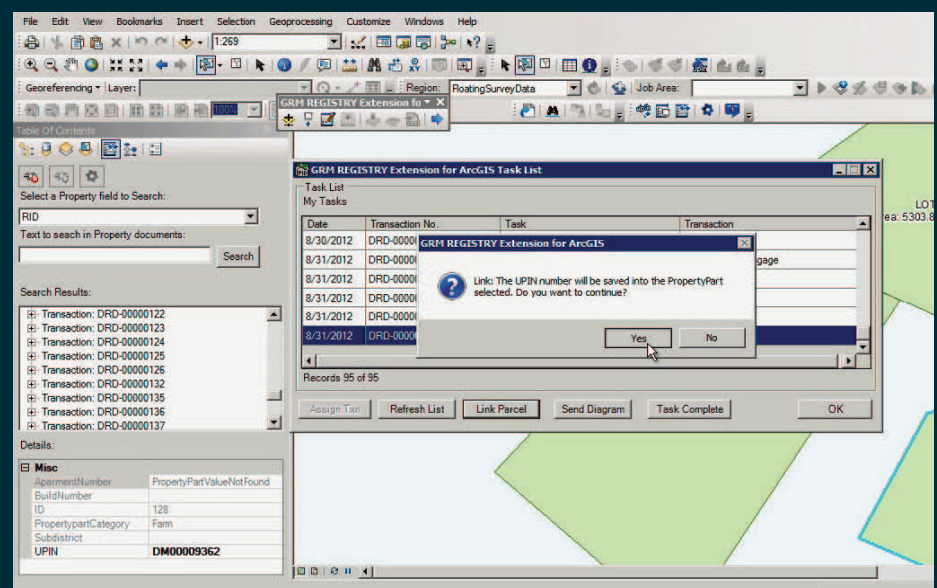 File Edit View Bookmarks Insert Selection Geoprocessing Customize Windows Help
1:269
Georeferencing Layer: Region: FloatingSurveyData Job Area:
100%
GRM REGISTRY Extension fo
Table Of Contents
Select a Property field to Search:
RID
Text to seach in Property documents:
Search
Search Results:
Transaction: DRD-00000122
Transaction: DRD-00000123
Transaction: DRD-00000124
Transaction: DRD-00000125
Transaction: DRD-00000126
Transaction: DRD-00000132
Transaction: DRD-00000135
Transaction: DRD-00000136
Transaction: DRD-00000137
Details:
Misc
AparmentNumber PropertyPartValueNotFound
BuildNumber
ID 128
PropertypartCategory Farm
Subdistrict
UPIN DM00009362
GRM REGISTRY Extension for ArcGIS Task List
Task List
My Tasks
Date Transaction No. Task Transaction
8/30/2012 DRD-0000
8/31/2012 DRD-0000 gage
8/31/2012 DRD-0000
8/31/2012 DRD-0000
8/31/2012 DRD-0000
8/31/2012 DRD-0000
Records 95 of 95
Assign Txn Refresh List Link Parcel Send Diagram Task Complete OK
GRM REGISTRY Extension for ArcGIS
Link: The UPIN number will be saved into the PropertyPart
selected. Do you want to continue?
Yes No
LOT
ea: 5303.8